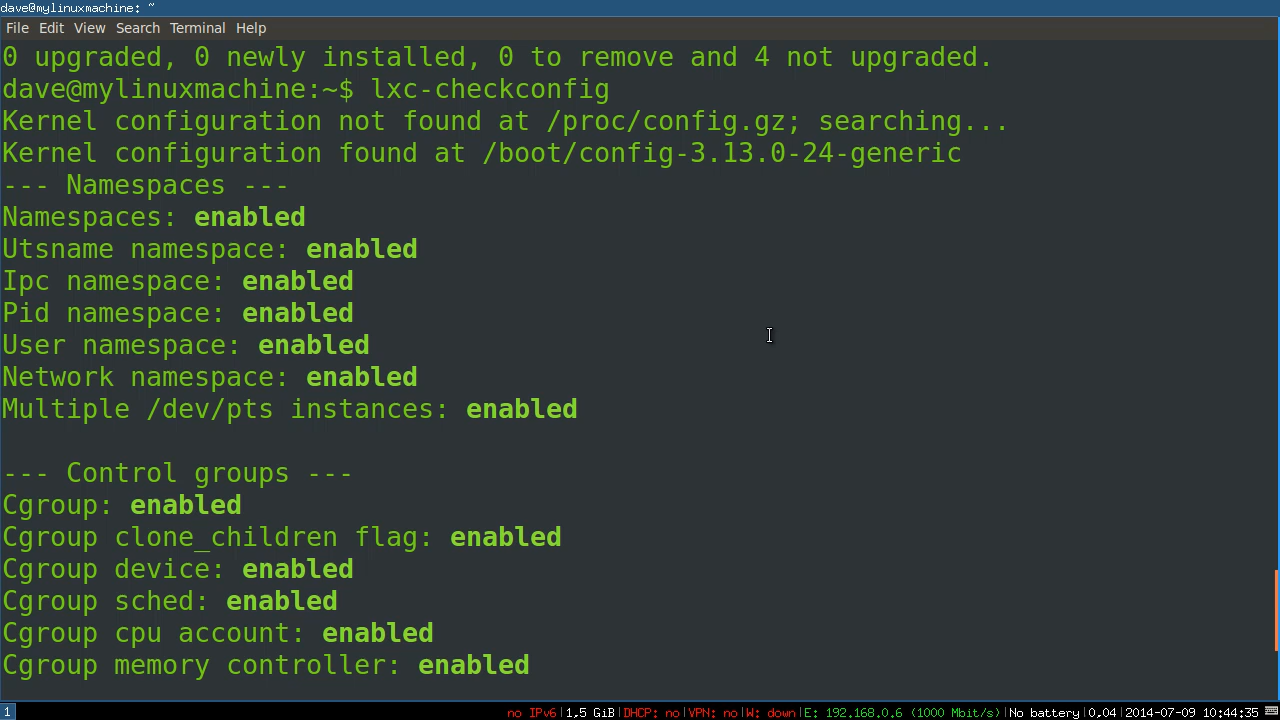 dave@mylinuxmachine: ~
File Edit View Search Terminal Help
0 upgraded, 0 newly installed, 0 to remove and 4 not upgraded.
dave@mylinuxmachine:~$ lxc-checkconfig
Kernel configuration not found at /proc/config.gz; searching...
Kernel configuration found at /boot/config-3.13.0-24-generic
--- Namespaces ---
Namespaces: enabled
Utsname namespace: enabled
Ipc namespace: enabled
Pid namespace: enabled
User namespace: enabled
Network namespace: enabled
Multiple /dev/pts instances: enabled
--- Control groups ---
Cgroup: enabled
Cgroup clone_children flag: enabled
Cgroup device: enabled
Cgroup sched: enabled
Cgroup cpu account: enabled
Cgroup memory controller: enabled
1 no IPv6|1,5 GiB|DHCP: no|VPN: no|W: down|E: 192.168.0.6 (1000 Mbit/s)|No battery|0.04|2014-07-09 10:44:35